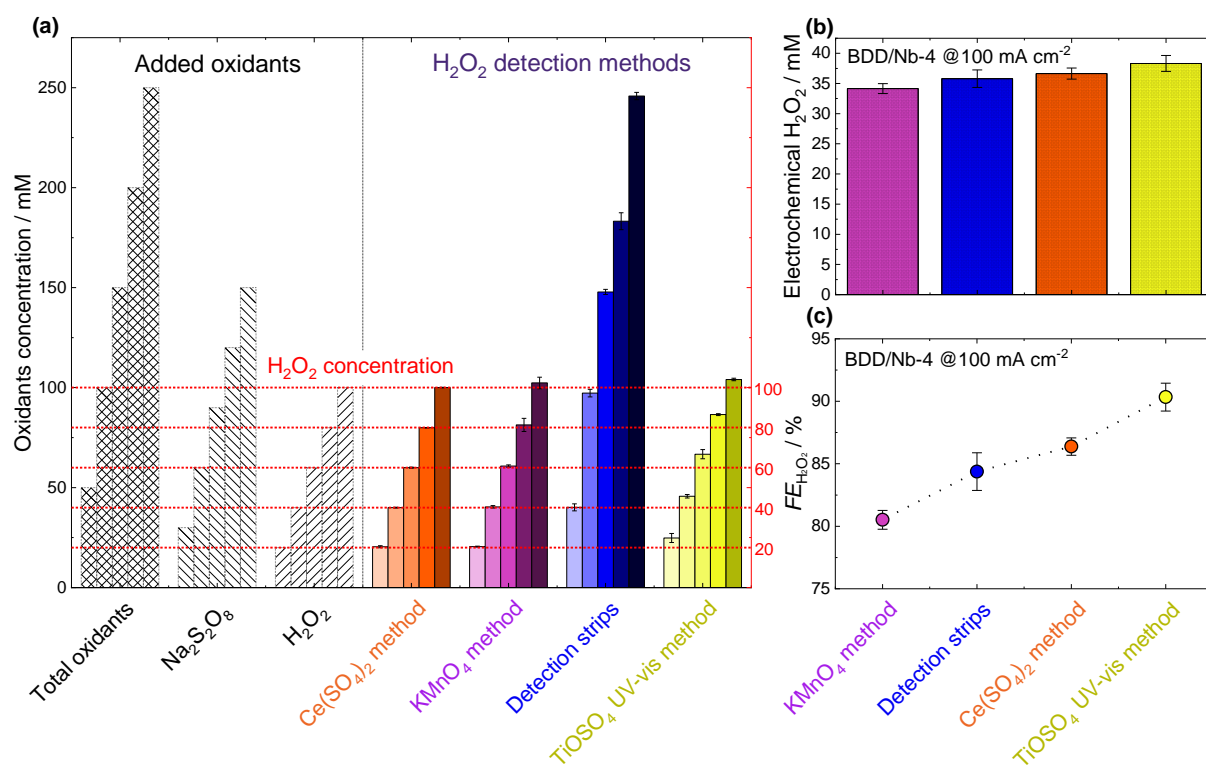 (a)
Added oxidants
H₂O₂ detection methods
Oxidants concentration / mM
250
200
150
100
50
0
H₂O₂ concentration
100
80
60
40
20
Total oxidants
Na₂S₂O₈
H₂O₂
Ce(SO₄)₂ method
KMnO₄ method
Detection strips
TiOSO₄ UV-vis method
(b)
BDD/Nb-4 @100 mA cm⁻²
Electrochemical H₂O₂ / mM
40
35
30
25
20
15
10
5
0
(c)
BDD/Nb-4 @100 mA cm⁻²
FE_H₂O₂ / %
95
90
85
80
75
KMnO₄ method
Detection strips
Ce(SO₄)₂ method
TiOSO₄ UV-vis method